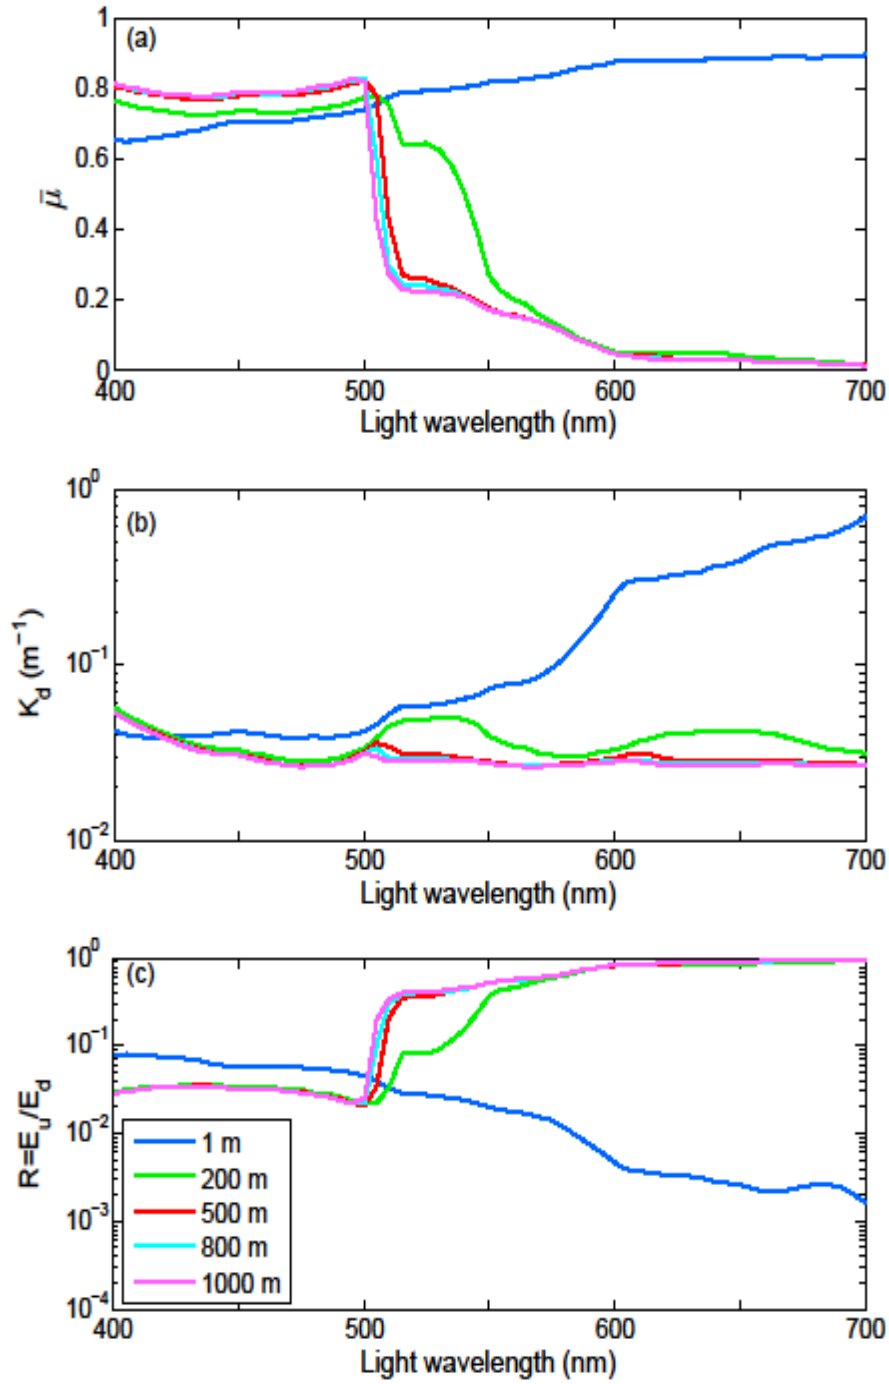 (a)
1
0.8
0.6
0.4
0.2
0
μ̄
400 500 600 700
Light wavelength (nm)
(b)
10⁰
10⁻¹
10⁻²
K_d (m⁻¹)
400 500 600 700
Light wavelength (nm)
(c)
10⁰
10⁻¹
10⁻²
10⁻³
10⁻⁴
R=E_u/E_d
1 m
200 m
500 m
800 m
1000 m
400 500 600 700
Light wavelength (nm)